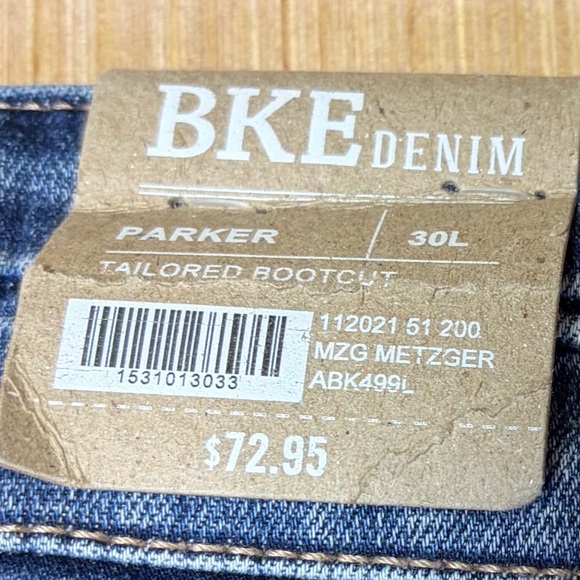 BKE DENIM
PARKER | 30L
TAILORED BOOTCUT
112021 51 200
MZG METZGER
ABK499L
1531013033
$72.95